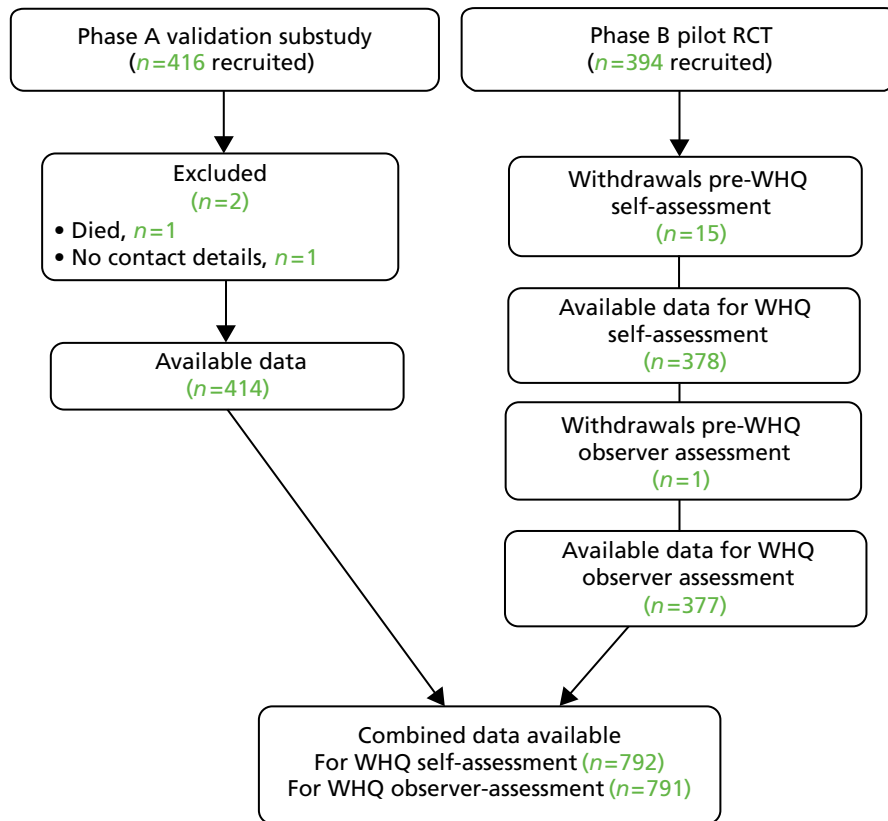 Phase A validation substudy
(n=416 recruited)
Excluded
(n=2)
• Died, n=1
• No contact details, n=1
Available data
(n=414)
Phase B pilot RCT
(n=394 recruited)
Withdrawals pre-WHQ
self-assessment
(n=15)
Available data for WHQ
self-assessment
(n=378)
Withdrawals pre-WHQ
observer assessment
(n=1)
Available data for WHQ
observer assessment
(n=377)
Combined data available
For WHQ self-assessment (n=792)
For WHQ observer-assessment (n=791)